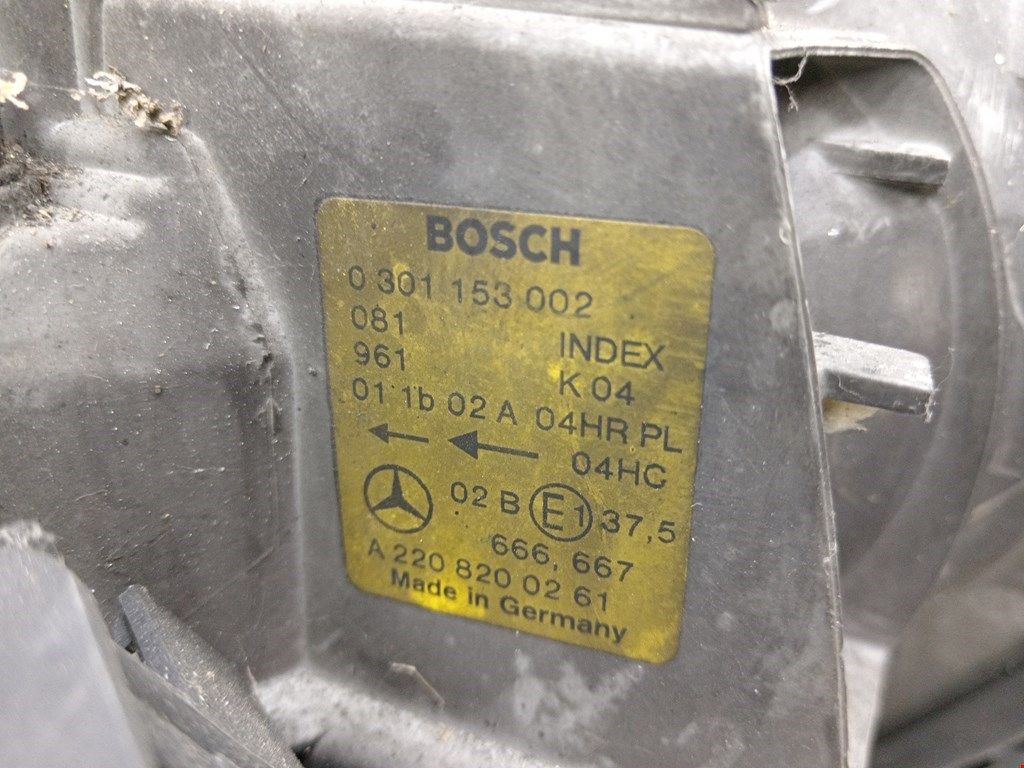 BOSCH
0 301 153 002
081
961
INDEX
K 04
01 1b 02 A 04HR PL
04HC
02 B E1 37,5
666, 667
A 220 820 02 61
Made in Germany